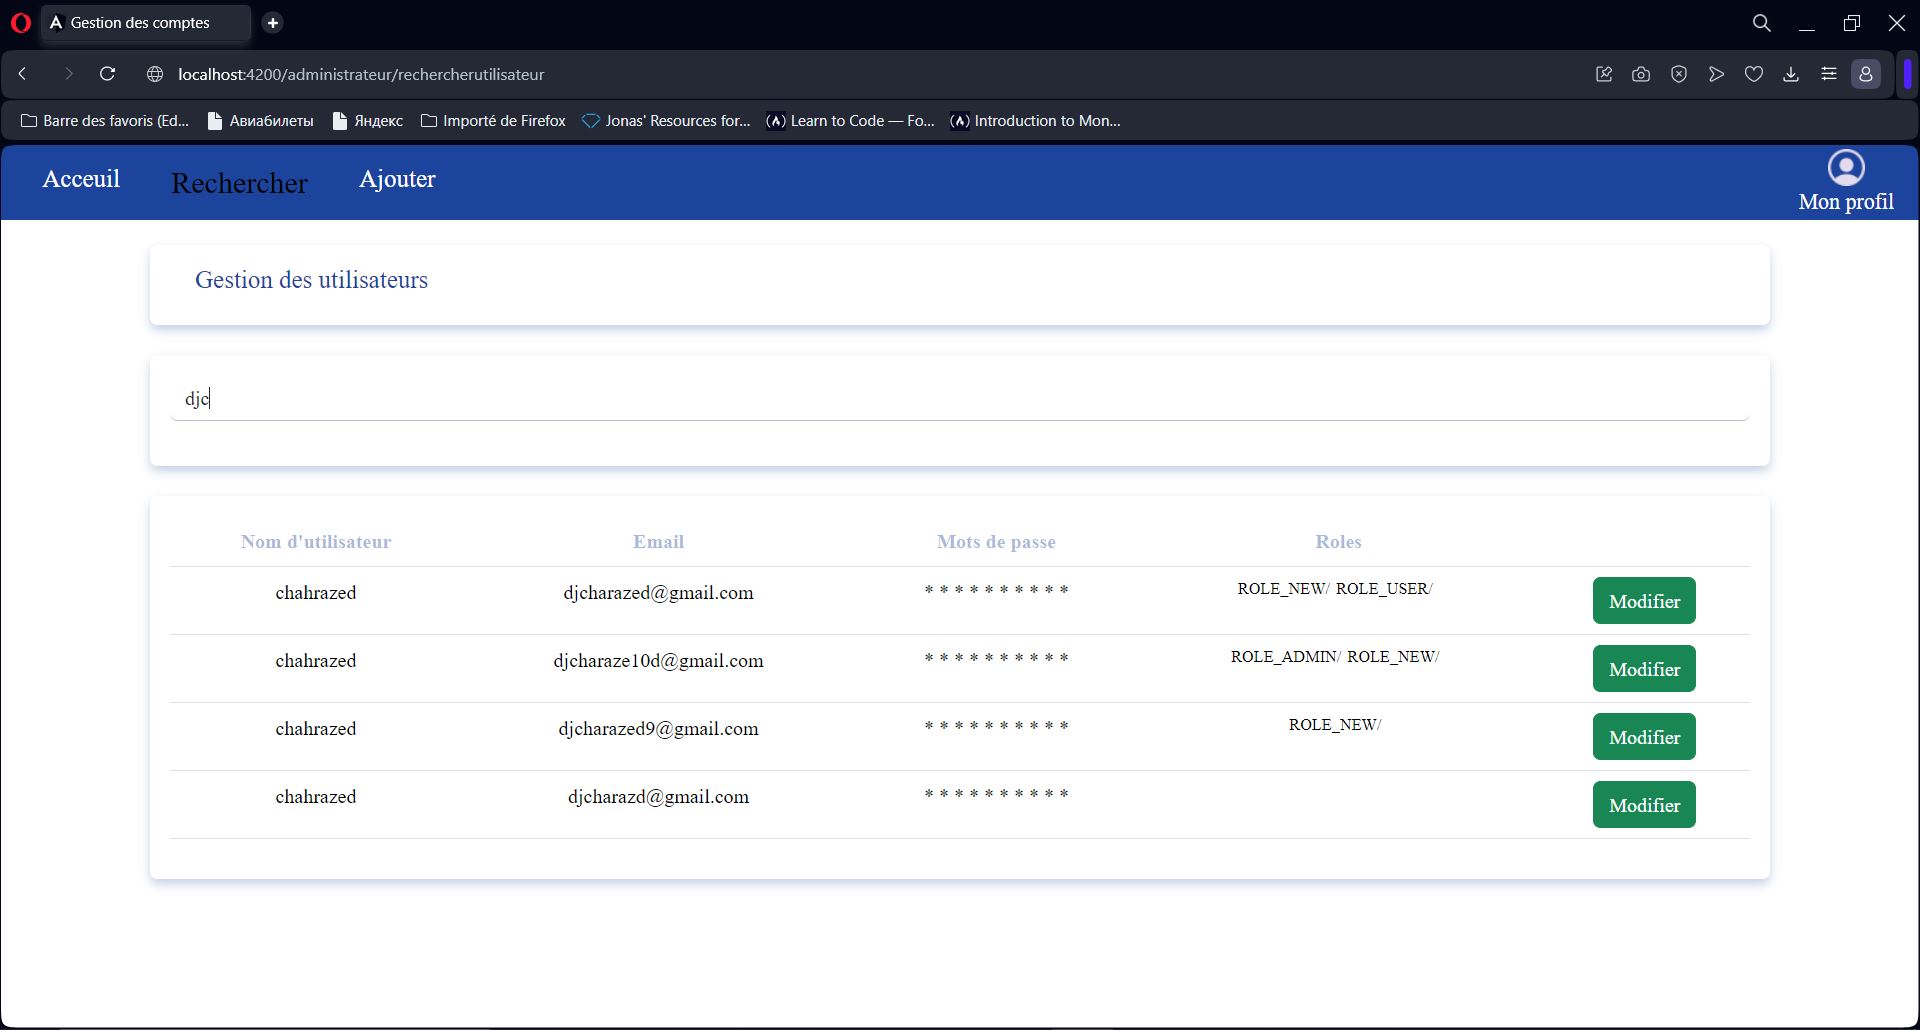 Gestion des comptes
localhost:4200/administrateur/rechercherutilisateur
Barre des favoris (Ed... Авиабилеты Яндекс Importé de Firefox Jonas' Resources for... Learn to Code — Fo... Introduction to Mon...
Acceuil Rechercher Ajouter
Mon profil
Gestion des utilisateurs
djc
Nom d'utilisateur Email Mots de passe Roles
chahrazed djcharazed@gmail.com * * * * * * * * * * ROLE_NEW/ ROLE_USER/ Modifier
chahrazed djcharaze10d@gmail.com * * * * * * * * * * ROLE_ADMIN/ ROLE_NEW/ Modifier
chahrazed djcharazed9@gmail.com * * * * * * * * * * ROLE_NEW/ Modifier
chahrazed djcharazd@gmail.com * * * * * * * * * * Modifier